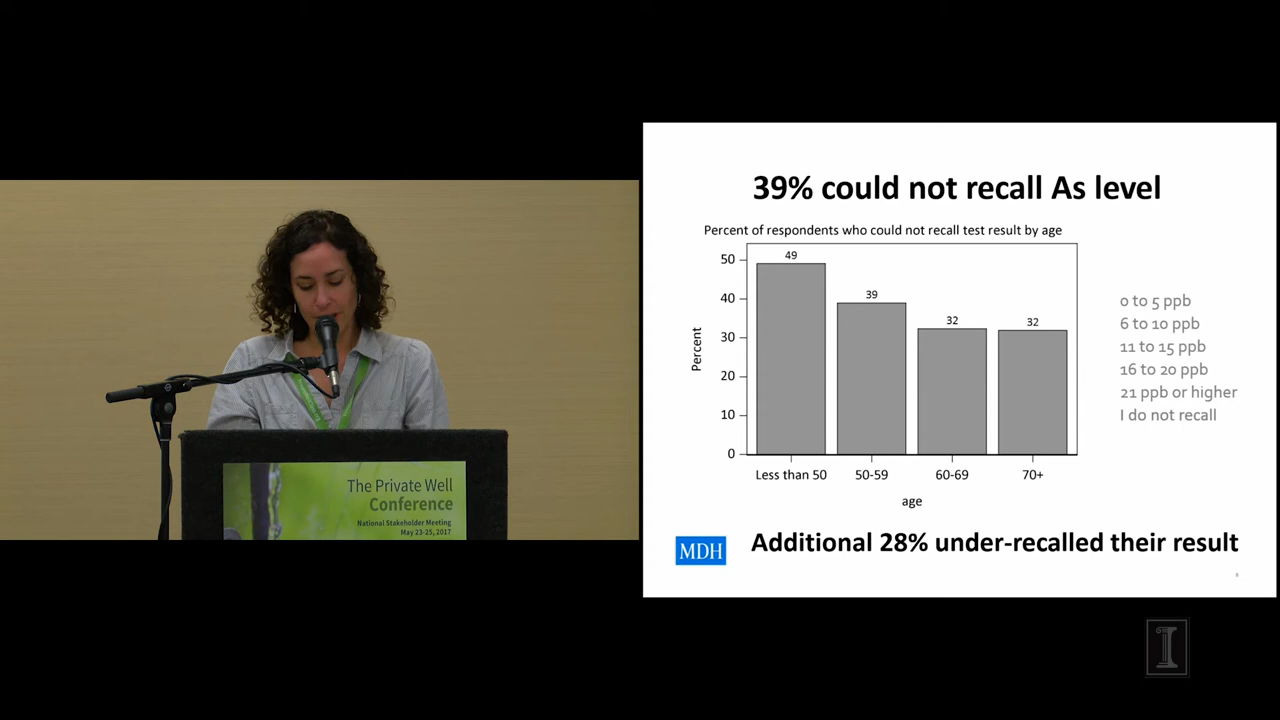 39% could not recall As level
Percent of respondents who could not recall test result by age
Percent
50
40
30
20
10
0
49
39
32
32
Less than 50
50-59
60-69
70+
age
0 to 5 ppb
6 to 10 ppb
11 to 15 ppb
16 to 20 ppb
21 ppb or higher
I do not recall
MDH
Additional 28% under-recalled their result
8
The Private Well
Conference
National Stakeholder Meeting
May 23-25, 2017
I